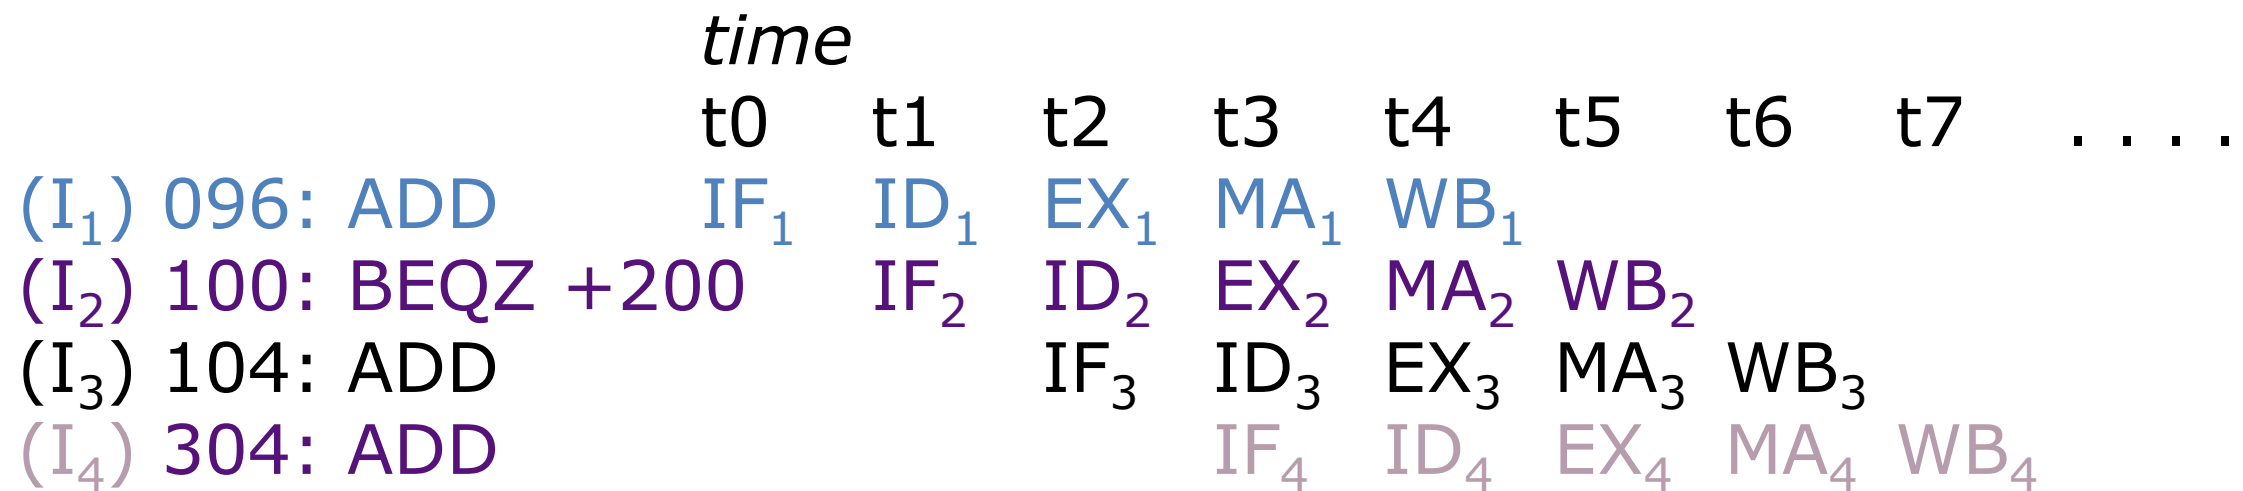 time
t0 t1 t2 t3 t4 t5 t6 t7 . . . .
(I₁) 096: ADD IF₁ ID₁ EX₁ MA₁ WB₁
(I₂) 100: BEQZ +200 IF₂ ID₂ EX₂ MA₂ WB₂
(I₃) 104: ADD IF₃ ID₃ EX₃ MA₃ WB₃
(I₄) 304: ADD IF₄ ID₄ EX₄ MA₄ WB₄